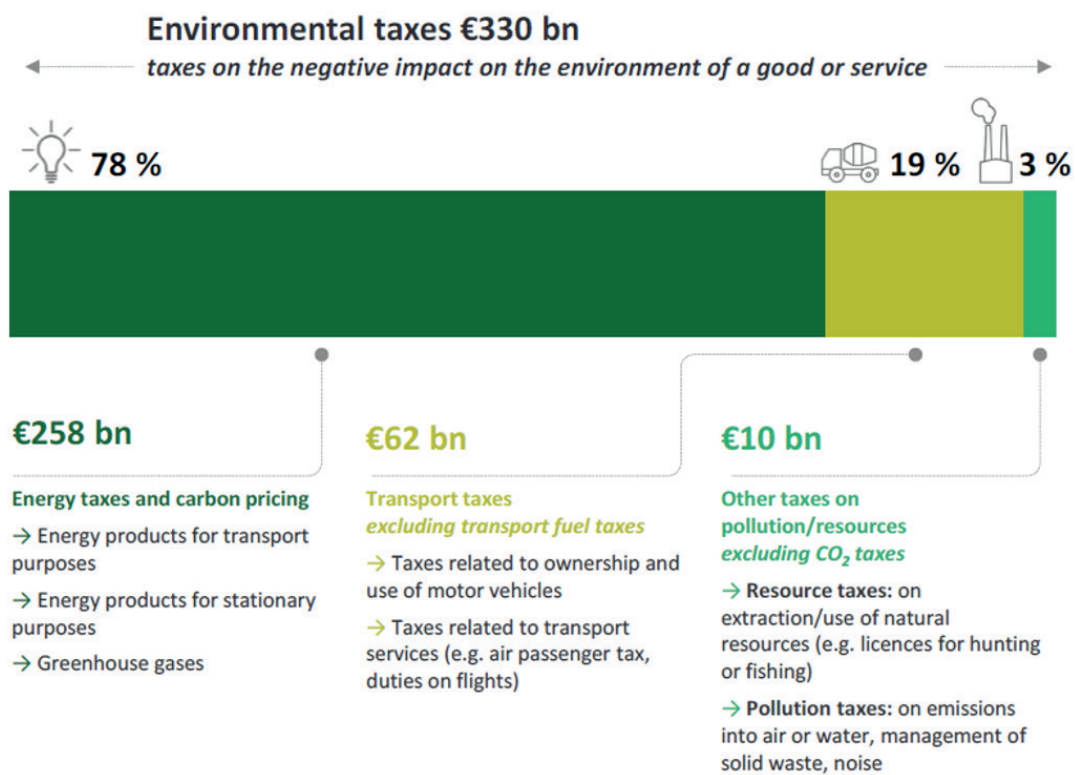 Environmental taxes €330 bn
taxes on the negative impact on the environment of a good or service
78 %
19 %
3 %
€258 bn
Energy taxes and carbon pricing
→ Energy products for transport
purposes
→ Energy products for stationary
purposes
→ Greenhouse gases
€62 bn
Transport taxes
excluding transport fuel taxes
→ Taxes related to ownership and
use of motor vehicles
→ Taxes related to transport
services (e.g. air passenger tax,
duties on flights)
€10 bn
Other taxes on
pollution/resources
excluding CO₂ taxes
→ Resource taxes: on
extraction/use of natural
resources (e.g. licences for hunting
or fishing)
→ Pollution taxes: on emissions
into air or water, management of
solid waste, noise